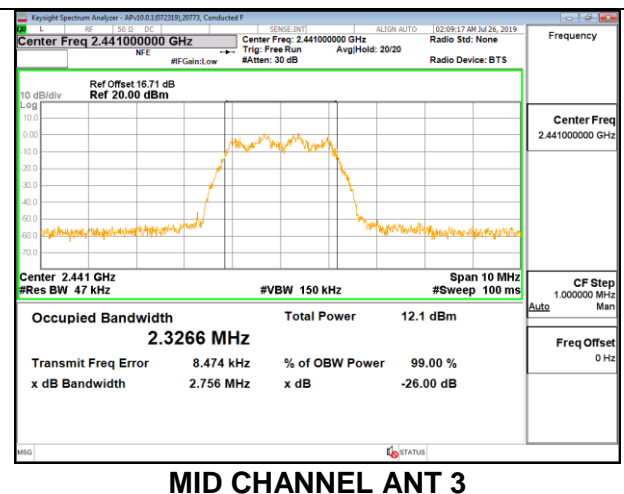 Keysight Spectrum Analyzer - APv10.0.1(072319),20773, Conducted F
L RF 50 Ω DC SENSE:INT ALIGN AUTO 02:09:17 AM Jul 26, 2019
Center Freq 2.441000000 GHz Center Freq: 2.441000000 GHz Radio Std: None Frequency
NFE Trig: Free Run Avg|Hold: 20/20
#IFGain:Low #Atten: 30 dB Radio Device: BTS
Ref Offset 16.71 dB
10 dB/div Ref 20.00 dBm
Log
10.0
0.00
-10.0
-20.0
-30.0
-40.0
-50.0
-60.0
-70.0
Center Freq
2.441000000 GHz
Center 2.441 GHz Span 10 MHz
#Res BW 47 kHz #VBW 150 kHz #Sweep 100 ms
CF Step
1.000000 MHz
Auto Man
Occupied Bandwidth Total Power 12.1 dBm
2.3266 MHz
Freq Offset
0 Hz
Transmit Freq Error 8.474 kHz % of OBW Power 99.00 %
x dB Bandwidth 2.756 MHz x dB -26.00 dB
MSG STATUS
MID CHANNEL ANT 3